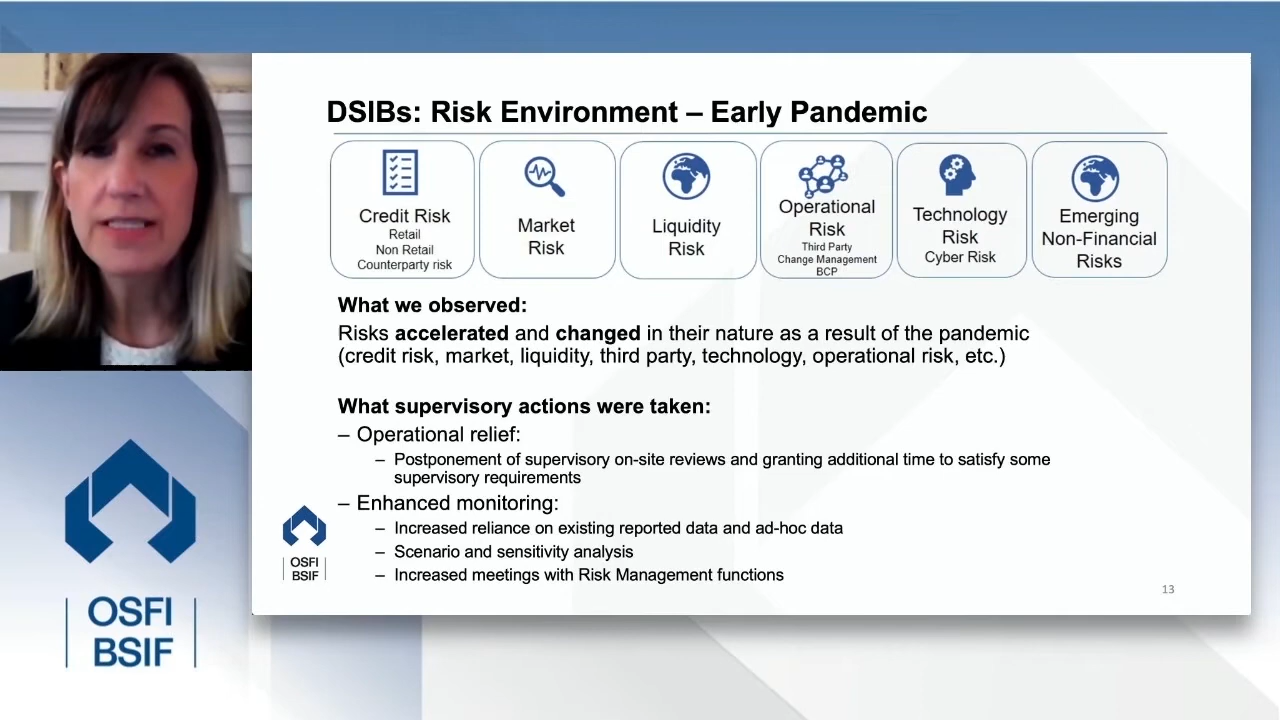 DSIBs: Risk Environment – Early Pandemic
Credit Risk
Retail
Non Retail
Counterparty risk
Market
Risk
Liquidity
Risk
Operational
Risk
Third Party
Change Management
BCP
Technology
Risk
Cyber Risk
Emerging
Non-Financial
Risks
What we observed:
Risks accelerated and changed in their nature as a result of the pandemic
(credit risk, market, liquidity, third party, technology, operational risk, etc.)
What supervisory actions were taken:
– Operational relief:
– Postponement of supervisory on-site reviews and granting additional time to satisfy some
supervisory requirements
– Enhanced monitoring:
– Increased reliance on existing reported data and ad-hoc data
– Scenario and sensitivity analysis
– Increased meetings with Risk Management functions
OSFI
BSIF
13
OSFI
BSIF